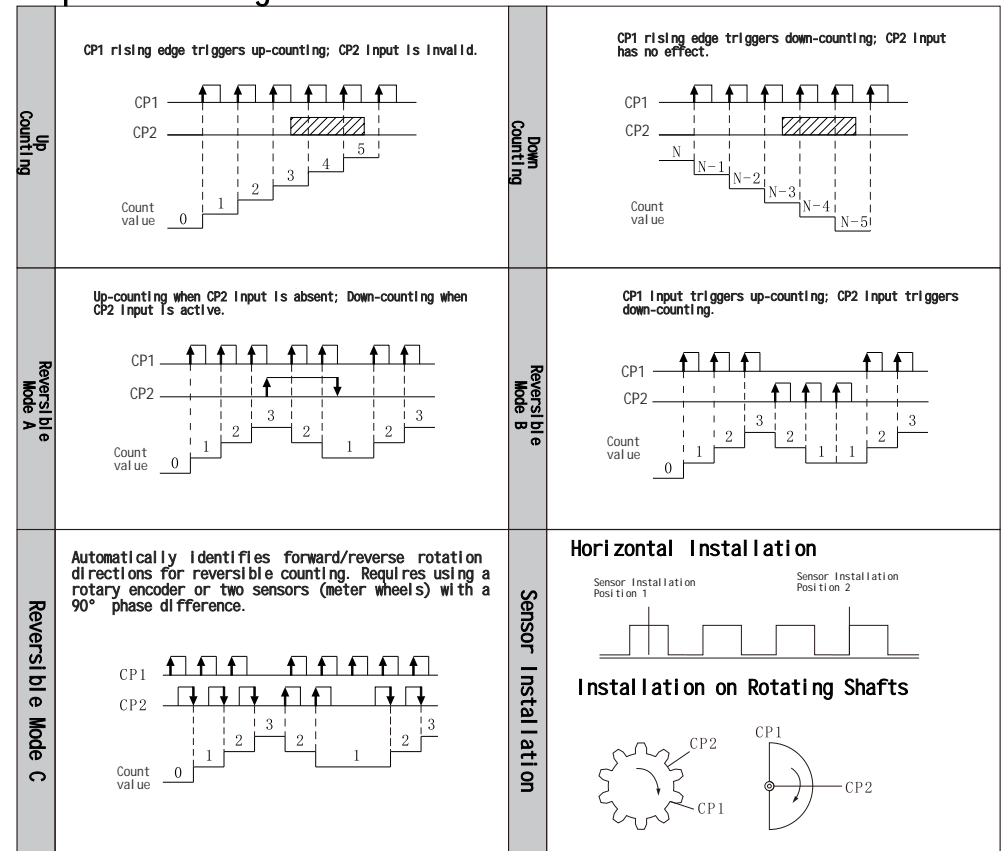 Up
Counting
CP1 rising edge triggers up-counting; CP2 input is invalid.
CP1
CP2
5
4
3
2
1
Count
value
0
Down
Counting
CP1 rising edge triggers down-counting; CP2 input
has no effect.
CP1
CP2
N
N-1
N-2
N-3
N-4
N-5
Count
value
Reversible
Mode A
Up-counting when CP2 input is absent; Down-counting when
CP2 input is active.
CP1
CP2
3 3
2 2 2
1 1
Count
value
0
Reversible
Mode B
CP1 input triggers up-counting; CP2 input triggers
down-counting.
CP1
CP2
3 3
2 2 2
1 1 1
Count
value
0
Reversible Mode C
Automatically identifies forward/reverse rotation
directions for reversible counting. Requires using a
rotary encoder or two sensors (meter wheels) with a
90° phase difference.
CP1
CP2
3 3
2 2 2
1 1
Count
value
0
Sensor Installation
Horizontal Installation
Sensor Installation
Position 1
Sensor Installation
Position 2
Installation on Rotating Shafts
CP2
CP1
CP1
CP2